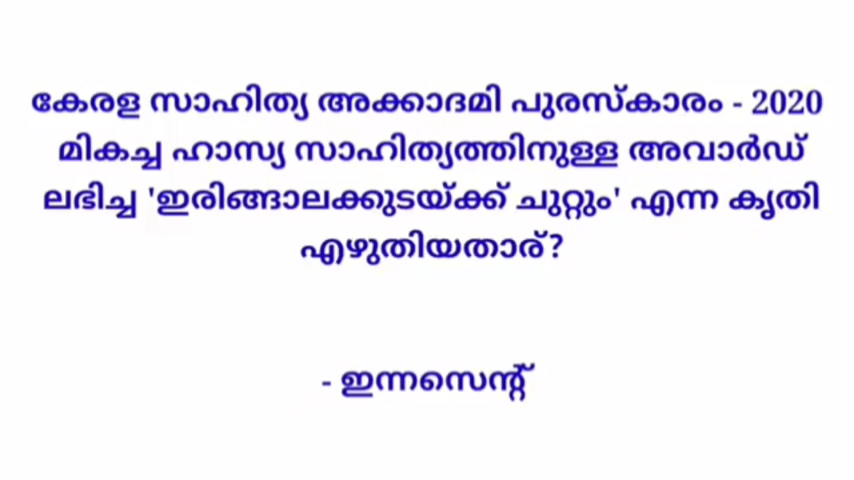 കേരള സാഹിത്യ അക്കാദമി പുരസ്കാരം - 2020
മികച്ച ഹാസ്യ സാഹിത്യത്തിനുള്ള അവാർഡ്
ലഭിച്ച 'ഇരിങ്ങാലക്കുടയ്ക്ക് ചുറ്റും' എന്ന കൃതി
എഴുതിയതാര്?
- ഇന്നസെന്റ്